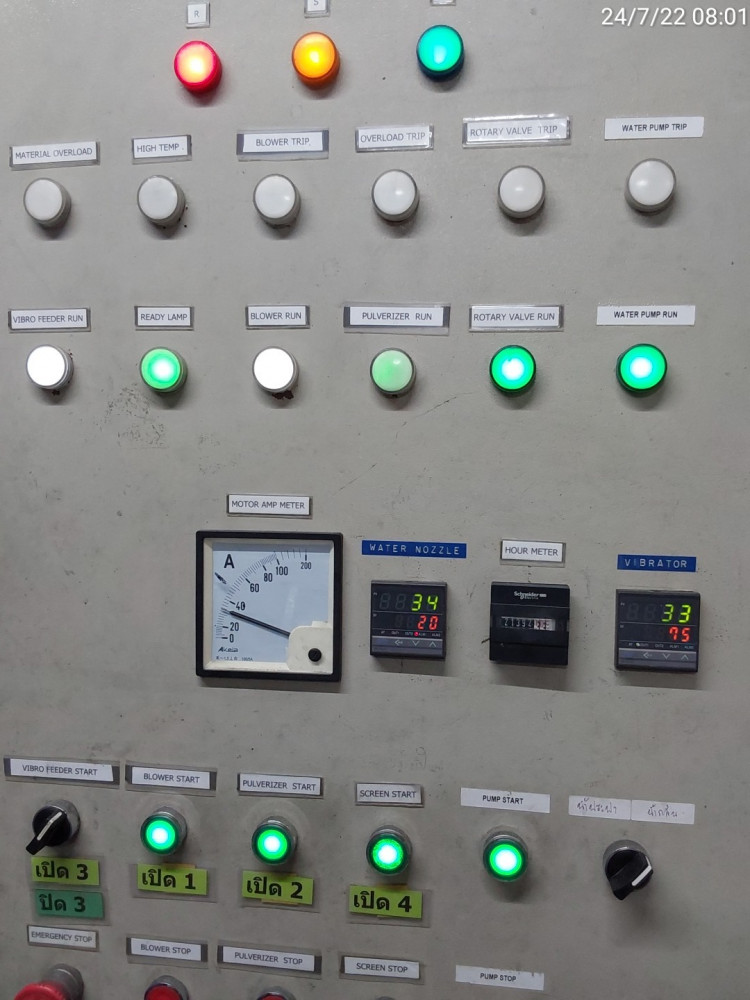 24/7/22 08:01
R
S
MATERIAL OVERLOAD
HIGH TEMP.
BLOWER TRIP.
OVERLOAD TRIP
ROTARY VALVE TRIP.
WATER PUMP TRIP
VIBRO FEEDER RUN
READY LAMP
BLOWER RUN
PULVERIZER RUN
ROTARY VALVE RUN
WATER PUMP RUN
MOTOR AMP METER
WATER NOZZLE
HOUR METER
VIBRATOR
A
0 20 40 60 80 100 200
34
20
Schneider
33
75
VIBRO FEEDER START
BLOWER START
PULVERIZER START
SCREEN START
PUMP START
เปิด 3
เปิด 1
เปิด 2
เปิด 4
ปิด 3
EMERGENCY STOP
BLOWER STOP
PULVERIZER STOP
SCREEN STOP
PUMP STOP